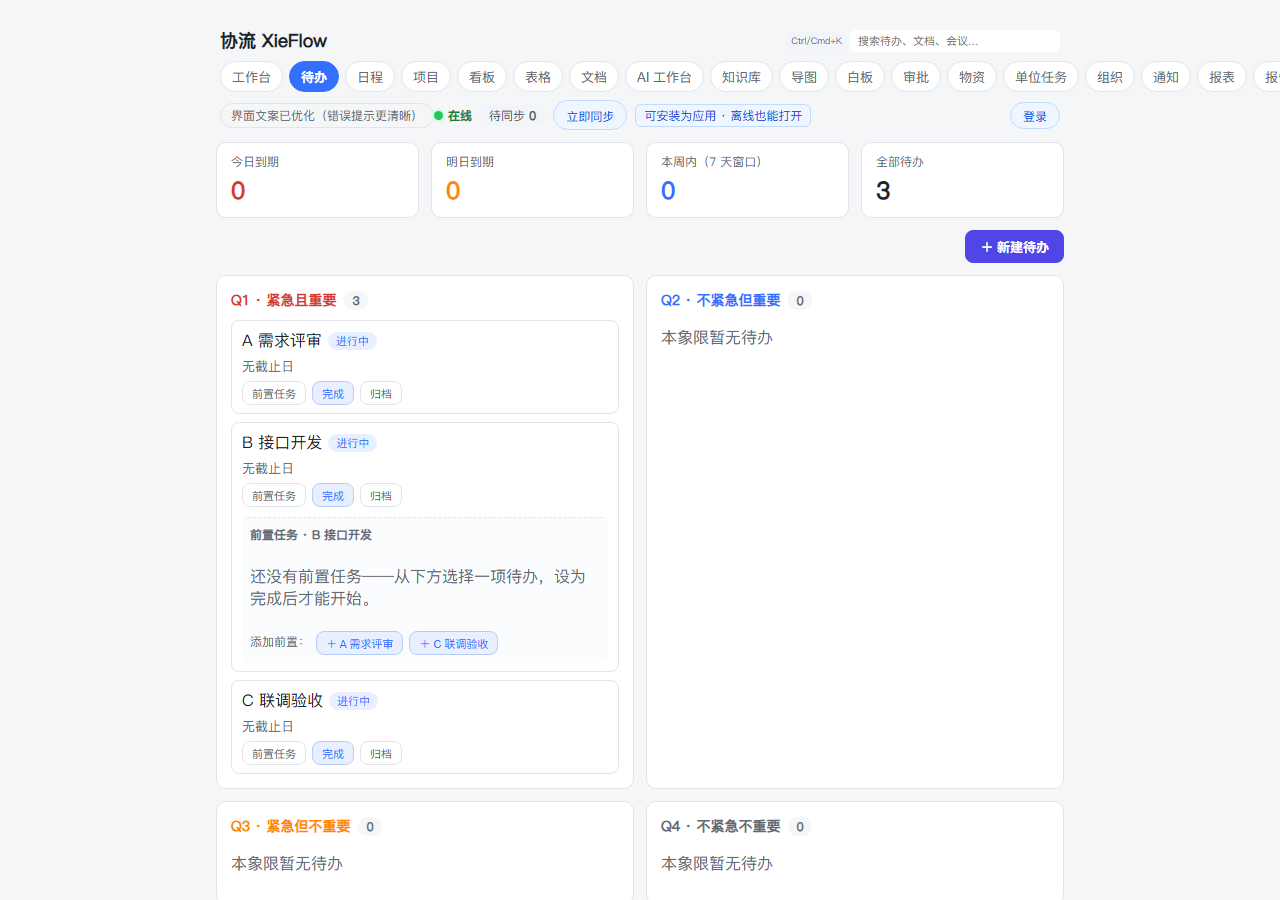 协流 XieFlow
Ctrl/Cmd+K 搜索待办、文档、会议…
工作台 待办 日程 项目 看板 表格 文档 AI 工作台 知识库 导图 白板 审批 物资 单位任务 组织 通知 报表
界面文案已优化（错误提示更清晰） 在线 待同步 0 立即同步 可安装为应用 · 离线也能打开 登录
今日到期 明日到期 本周内（7 天窗口） 全部待办
0 0 0 3
＋ 新建待办
Q1 · 紧急且重要 3
A 需求评审 进行中
无截止日
前置任务 完成 归档
B 接口开发 进行中
无截止日
前置任务 完成 归档
前置任务 · B 接口开发
还没有前置任务——从下方选择一项待办，设为
完成后才能开始。
添加前置： ＋ A 需求评审 ＋ C 联调验收
C 联调验收 进行中
无截止日
前置任务 完成 归档
Q2 · 不紧急但重要 0
本象限暂无待办
Q3 · 紧急但不重要 0
本象限暂无待办
Q4 · 不紧急不重要 0
本象限暂无待办